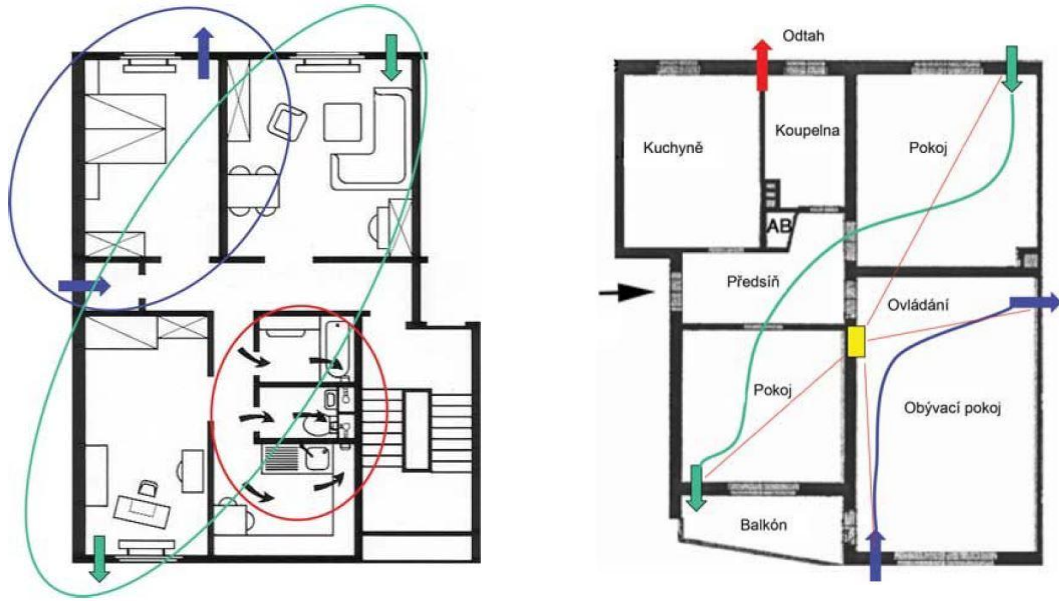 Odtah
Kuchyně
Koupelna
Pokoj
AB
Předsíň
Ovládání
Pokoj
Obývací pokoj
Balkón